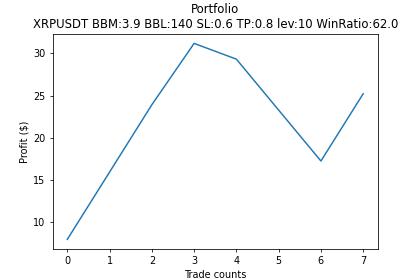 Portfolio
XRPUSDT BBM:3.9 BBL:140 SL:0.6 TP:0.8 lev:10 WinRatio:62.0
30
25
20
15
10
Profit ($)
0 1 2 3 4 5 6 7
Trade counts